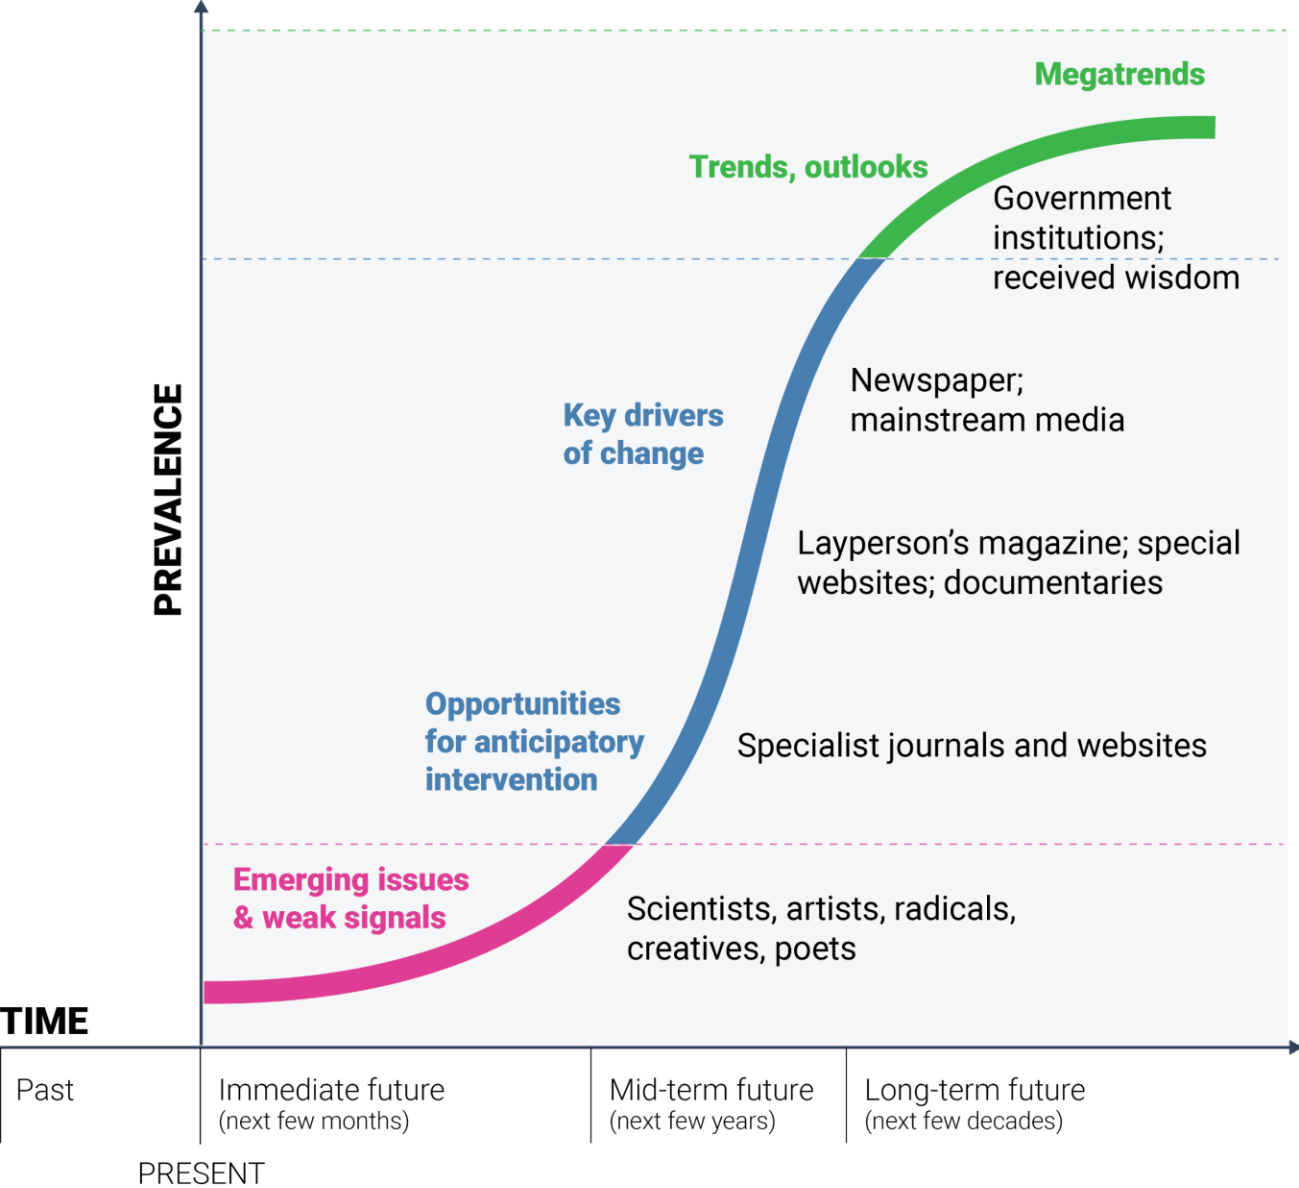 Megatrends
Trends, outlooks
Government
institutions;
received wisdom
Newspaper;
mainstream media
Key drivers
of change
PREVALENCE
Layperson’s magazine; special
websites; documentaries
Opportunities
for anticipatory
intervention
Specialist journals and websites
Emerging issues
& weak signals
Scientists, artists, radicals,
creatives, poets
TIME
Past
Immediate future
(next few months)
Mid-term future
(next few years)
Long-term future
(next few decades)
PRESENT